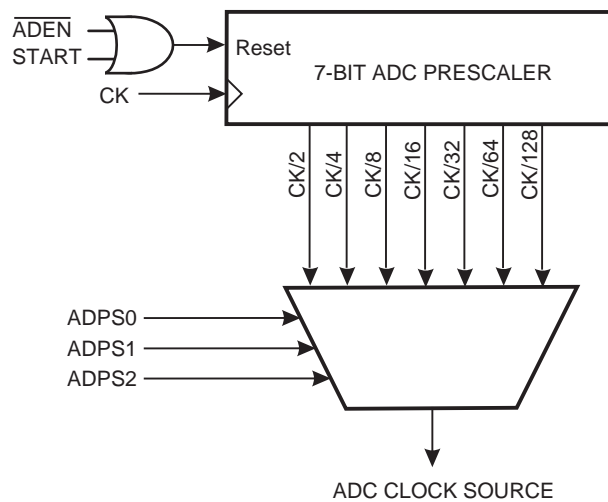 ADEN
START
Reset
7-BIT ADC PRESCALER
CK
CK/2
CK/4
CK/8
CK/16
CK/32
CK/64
CK/128
ADPS0
ADPS1
ADPS2
ADC CLOCK SOURCE